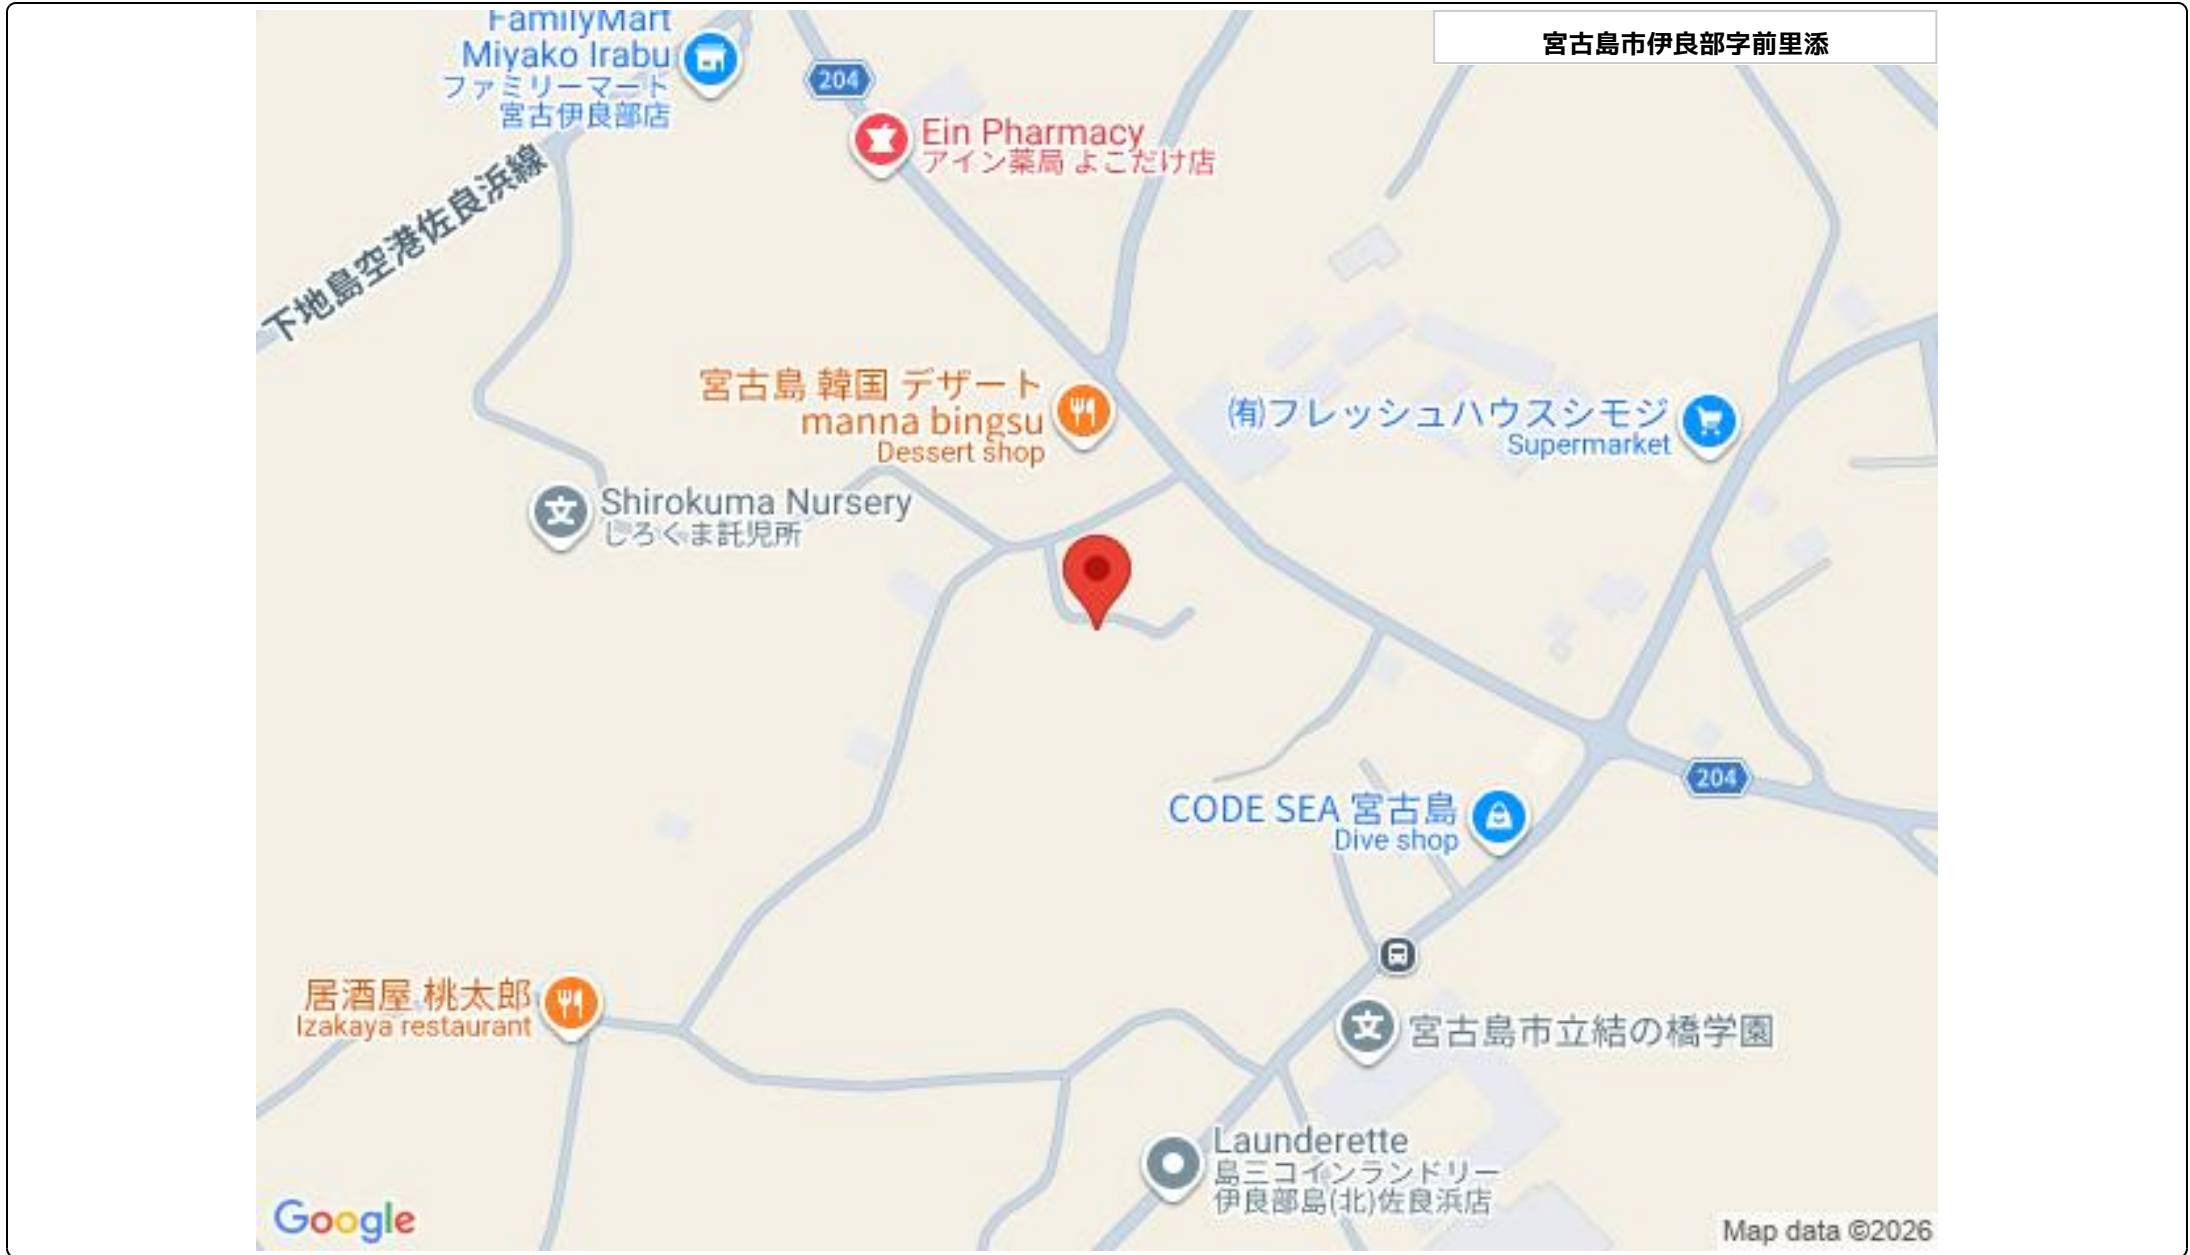 FamilyMart
Miyako Irabu
ファミリーマート
宮古伊良部店
204
宮古島市伊良部字前里添
Ein Pharmacy
アイン薬局 よこだけ店
下地島空港佐良浜線
宮古島 韓国 デザート
manna bingsu
Dessert shop
㈲フレッシュハウスシモジ
Supermarket
Shirokuma Nursery
しろくま託児所
204
CODE SEA 宮古島
Dive shop
居酒屋 桃太郎
Izakaya restaurant
宮古島市立結の橋学園
Launderette
島三コインランドリー
伊良部島(北)佐良浜店
Google
Map data ©2026